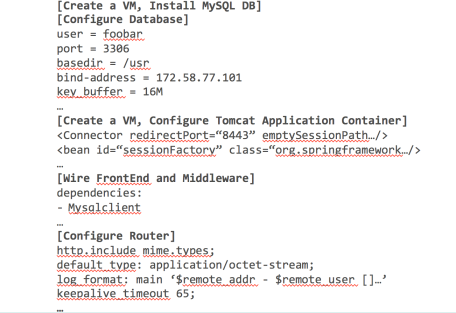 [Create a VM, Install MySQL DB]
[Configure Database]
user = foobar
port = 3306
basedir = /usr
bind-address = 172.58.77.101
key_buffer = 16M
…
[Create a VM, Configure Tomcat Application Container]
<Connector redirectPort=“8443” emptySessionPath…/>
<bean id=“sessionFactory” class=“org.springframework…/>
…
[Wire FrontEnd and Middleware]
dependencies:
- Mysqlclient
…
[Configure Router]
http.include mime.types;
default_type: application/octet-stream;
log_format: main ‘$remote_addr - $remote_user []…’
keepalive_timeout 65;
…